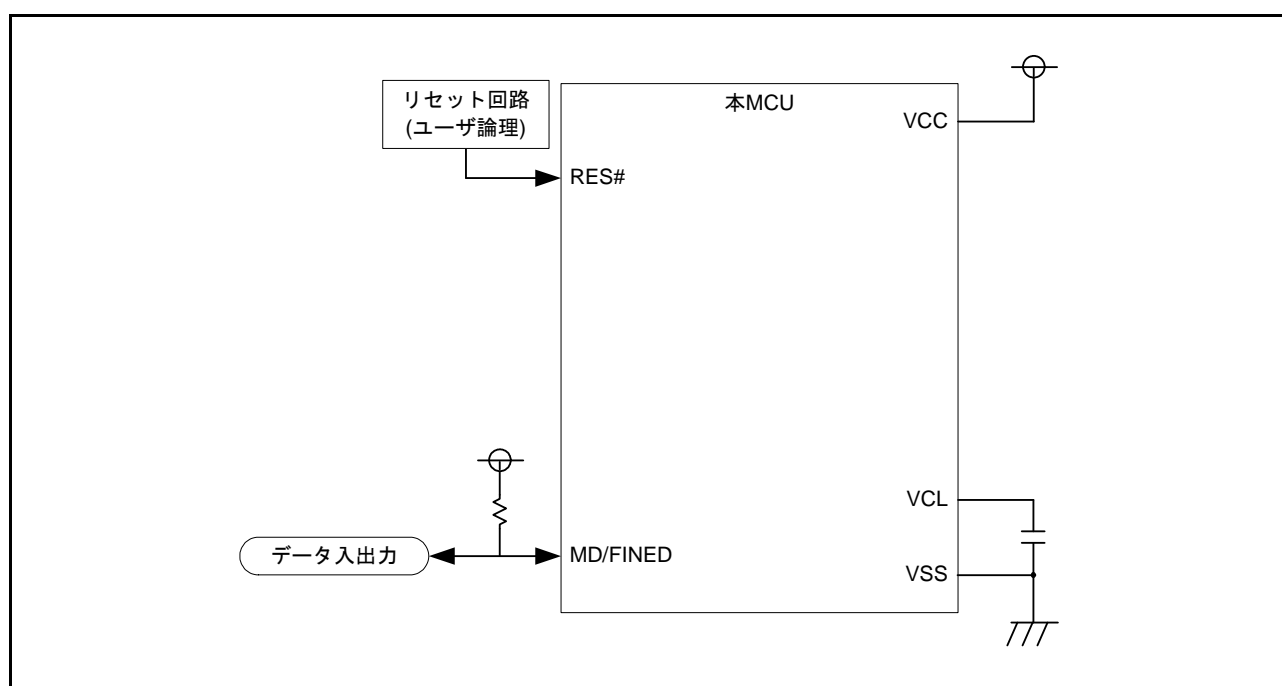 リセット回路
(ユーザ論理)
本MCU
VCC
RES#
VCL
データ入出力
MD/FINED
VSS